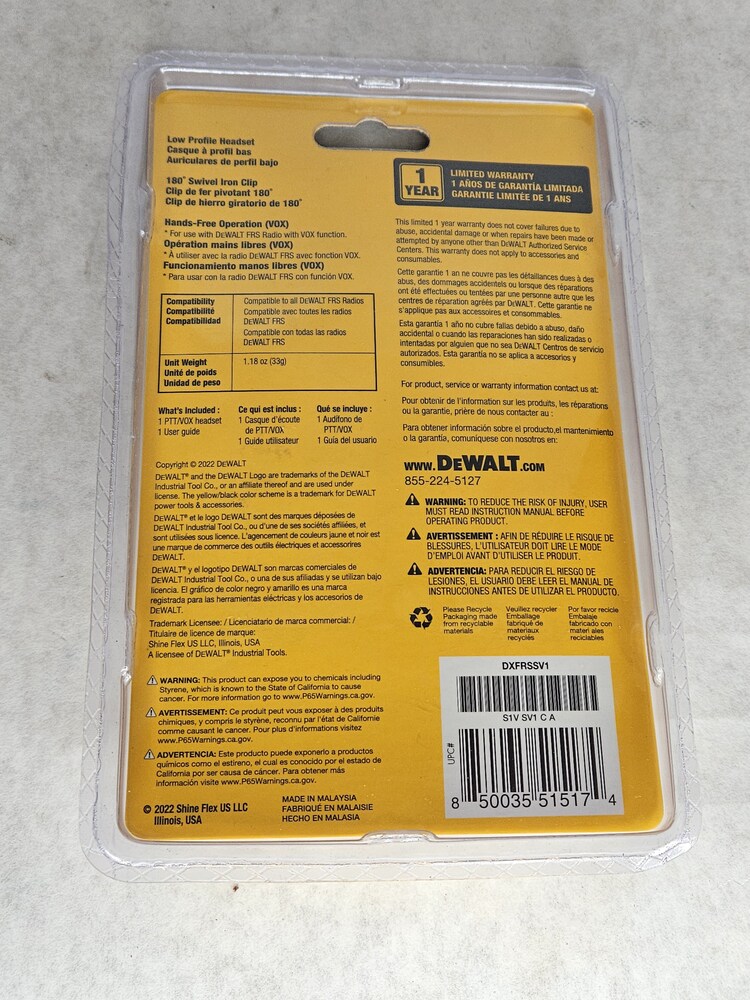 Low Profile Headset
Casque à profil bas
Auriculares de perfil bajo
180° Swivel Iron Clip
Clip de fer pivotant 180°
Clip de hierro giratorio de 180°
Hands-Free Operation (VOX)
* For use with DEWALT FRS Radio with VOX function.
Opération mains libres (VOX)
* À utiliser avec la radio DEWALT FRS avec fonction VOX.
Funcionamiento manos libres (VOX)
* Para usar con la radio DEWALT FRS con función VOX.
Compatibility
Compatibilité
Compatibilidad
Compatible to all DEWALT FRS Radios
Compatible avec toutes les radios
DEWALT FRS
Compatible con todas las radios
DEWALT FRS
Unit Weight
Unité de poids
Unidad de peso
1.18 oz (33g)
What's Included :
1 PTT/VOX headset
1 User guide
Ce qui est inclus :
1 Casque d'écoute
de PTT/VOX
1 Guide utilisateur
Qué se incluye :
1 Audífono de
PTT/VOX
1 Guía del usuario
Copyright © 2022 DEWALT
DEWALT® and the DEWALT Logo are trademarks of the DEWALT
Industrial Tool Co., or an affiliate thereof and are used under
license. The yellow/black color scheme is a trademark for DEWALT
power tools & accessories.
DEWALT® et le logo DEWALT sont des marques déposées de
DEWALT Industrial Tool Co., ou d'une de ses sociétés affiliées, et
sont utilisées sous licence. L'agencement de couleurs jaune et noir est
une marque de commerce des outils électriques et accessoires
DEWALT.
DEWALT® y el logotipo DEWALT son marcas comerciales de
DEWALT Industrial Tool Co., o una de sus afiliadas y se utilizan bajo
licencia. El gráfico de color negro y amarillo es una marca
registrada para las herramientas eléctricas y los accesorios de
DEWALT.
Trademark Licensee: / Licenciatario de marca comercial: /
Titulaire de licence de marque:
Shine Flex US LLC, Illinois, USA
A licensee of DEWALT® Industrial Tools.
WARNING: This product can expose you to chemicals including
Styrene, which is known to the State of California to cause
cancer. For more information go to www.P65Warnings.ca.gov.
AVERTISSEMENT: Ce produit peut vous exposer à des produits
chimiques, y compris le styrène, reconnu par l'état de Californie
comme causant le cancer. Pour plus d'informations visitez
www.P65Warnings.ca.gov.
ADVERTENCIA: Este producto puede exponerlo a productos
químicos como el estireno, el cual es conocido por el estado de
California por ser causa de cáncer. Para obtener más
información visite www.P65Warnings.ca.gov.
© 2022 Shine Flex US LLC
Illinois, USA
MADE IN MALAYSIA
FABRIQUÉ EN MALAISIE
HECHO EN MALASIA
1
YEAR
LIMITED WARRANTY
1 AÑOS DE GARANTÍA LIMITADA
GARANTIE LIMITÉE DE 1 ANS
This limited 1 year warranty does not cover failures due to
abuse, accidental damage or when repairs have been made or
attempted by anyone other than DEWALT Authorized Service
Centers. This warranty does not apply to accessories and
consumables.
Cette garantie 1 an ne couvre pas les défaillances dues à des
abus, des dommages accidentels ou lorsque des réparations
ont été effectuées ou tentées par une personne autre que les
centres de réparation agréés par DEWALT. Cette garantie ne
s'applique pas aux accessoires et consommables.
Esta garantía 1 año no cubre fallas debido a abuso, daño
accidental o cuando las reparaciones han sido realizadas o
intentadas por alguien que no sea DEWALT Centros de servicio
autorizados. Esta garantía no se aplica a accesorios y
consumibles.
For product, service or warranty information contact us at:
Pour obtenir de l'information sur les produits, les réparations
ou la garantie, prière de nous contacter au :
Para obtener información sobre el producto,el mantenimiento
o la garantía, comuníquese con nosotros en:
WWW.DEWALT.COM
855-224-5127
WARNING: TO REDUCE THE RISK OF INJURY, USER
MUST READ INSTRUCTION MANUAL BEFORE
OPERATING PRODUCT.
AVERTISSEMENT : AFIN DE RÉDUIRE LE RISQUE DE
BLESSURES, L'UTILISATEUR DOIT LIRE LE MODE
D'EMPLOI AVANT D'UTILISER LE PRODUIT.
ADVERTENCIA: PARA REDUCIR EL RIESGO DE
LESIONES, EL USUARIO DEBE LEER EL MANUAL DE
INSTRUCCIONES ANTES DE UTILIZAR EL PRODUCTO.
Please Recycle
Packaging made
from recyclable
materials
Veuillez recycler
Emballage
fabriqué de
materiaux
recyclés
Por favor recicle
Embalaje
fabricado con
materi ales
reciclables
DXFRSSV1
S1V SV1 C A
UPC#
8 50035 51517 4